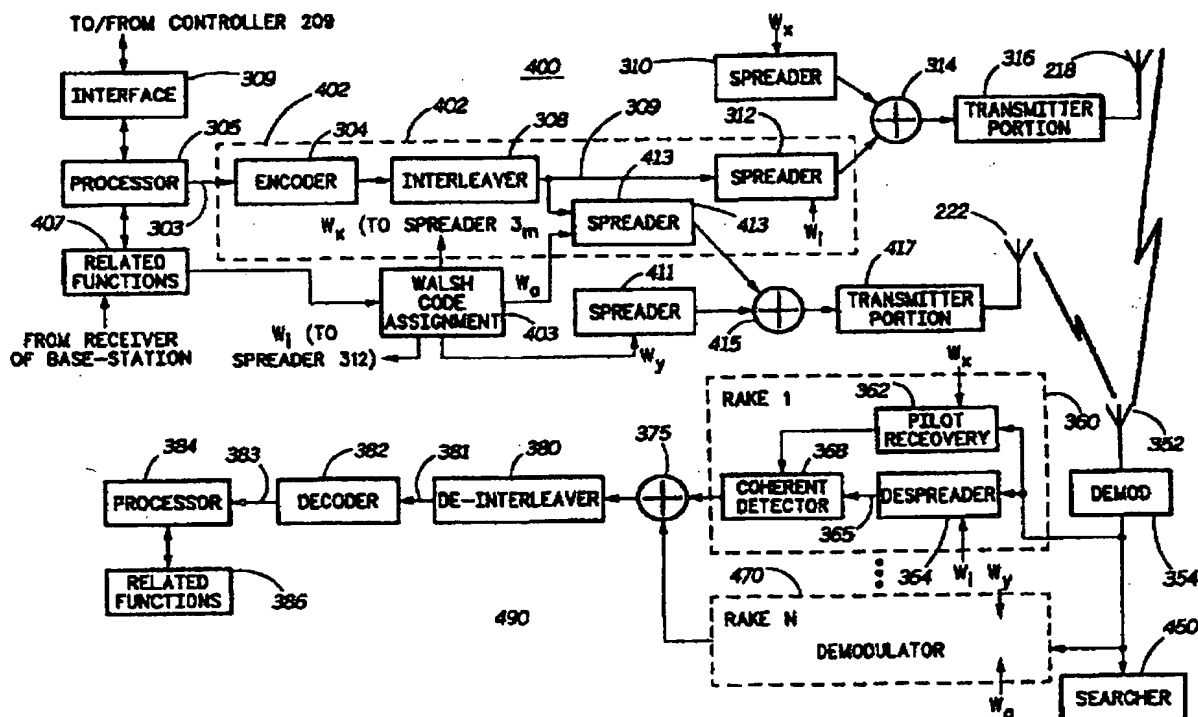 TO/FROM CONTROLLER 209
309
INTERFACE
305
PROCESSOR
303
407
RELATED FUNCTIONS
FROM RECEIVER OF BASE-STATION
400
402
304
ENCODER
402
308
INTERLEAVER
309
413
SPREADER
413
Wₓ
310
SPREADER
312
SPREADER
Wᵢ
314
316
TRANSMITTER PORTION
218
W_K (TO SPREADER 3ₘ
WALSH CODE ASSIGNMENT
403
Wₐ
Wᵢ (TO SPREADER 312)
W_y
411
SPREADER
415
417
TRANSMITTER PORTION
222
RAKE 1
Wₓ
362
PILOT RECEOVERY
360
368
COHERENT DETECTOR
365
DESPREADER
364
Wᵢ
W_y
352
DEMOD
354
375
380
DE-INTERLEAVER
381
382
DECODER
383
384
PROCESSOR
RELATED FUNCTIONS
386
490
470
RAKE N
DEMODULATOR
Wₐ
450
SEARCHER